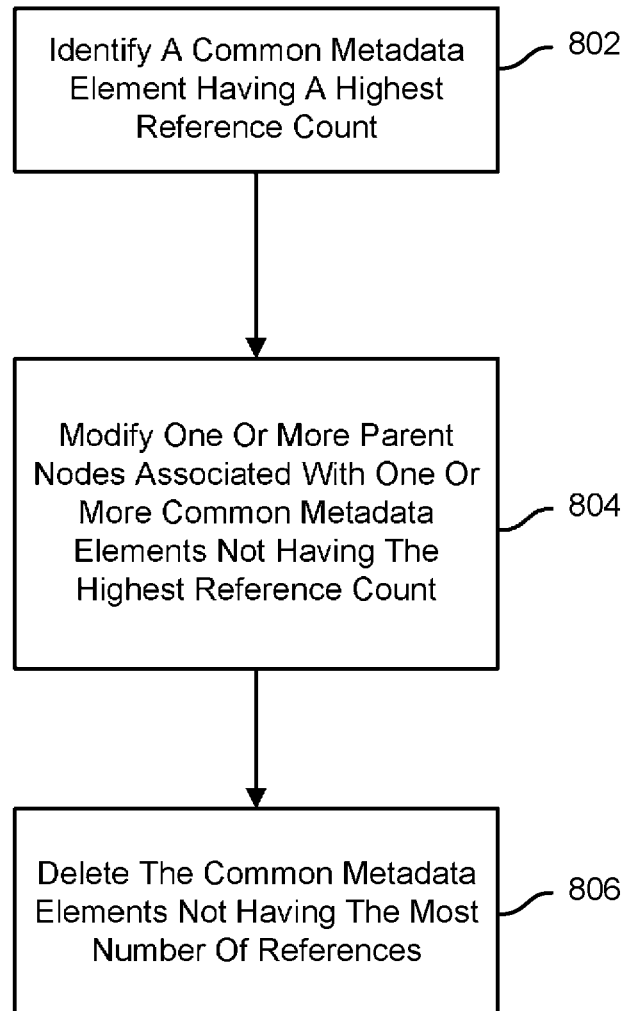 Identify A Common Metadata
Element Having A Highest
Reference Count
802
Modify One Or More Parent
Nodes Associated With One Or
More Common Metadata
Elements Not Having The
Highest Reference Count
804
Delete The Common Metadata
Elements Not Having The Most
Number Of References
806